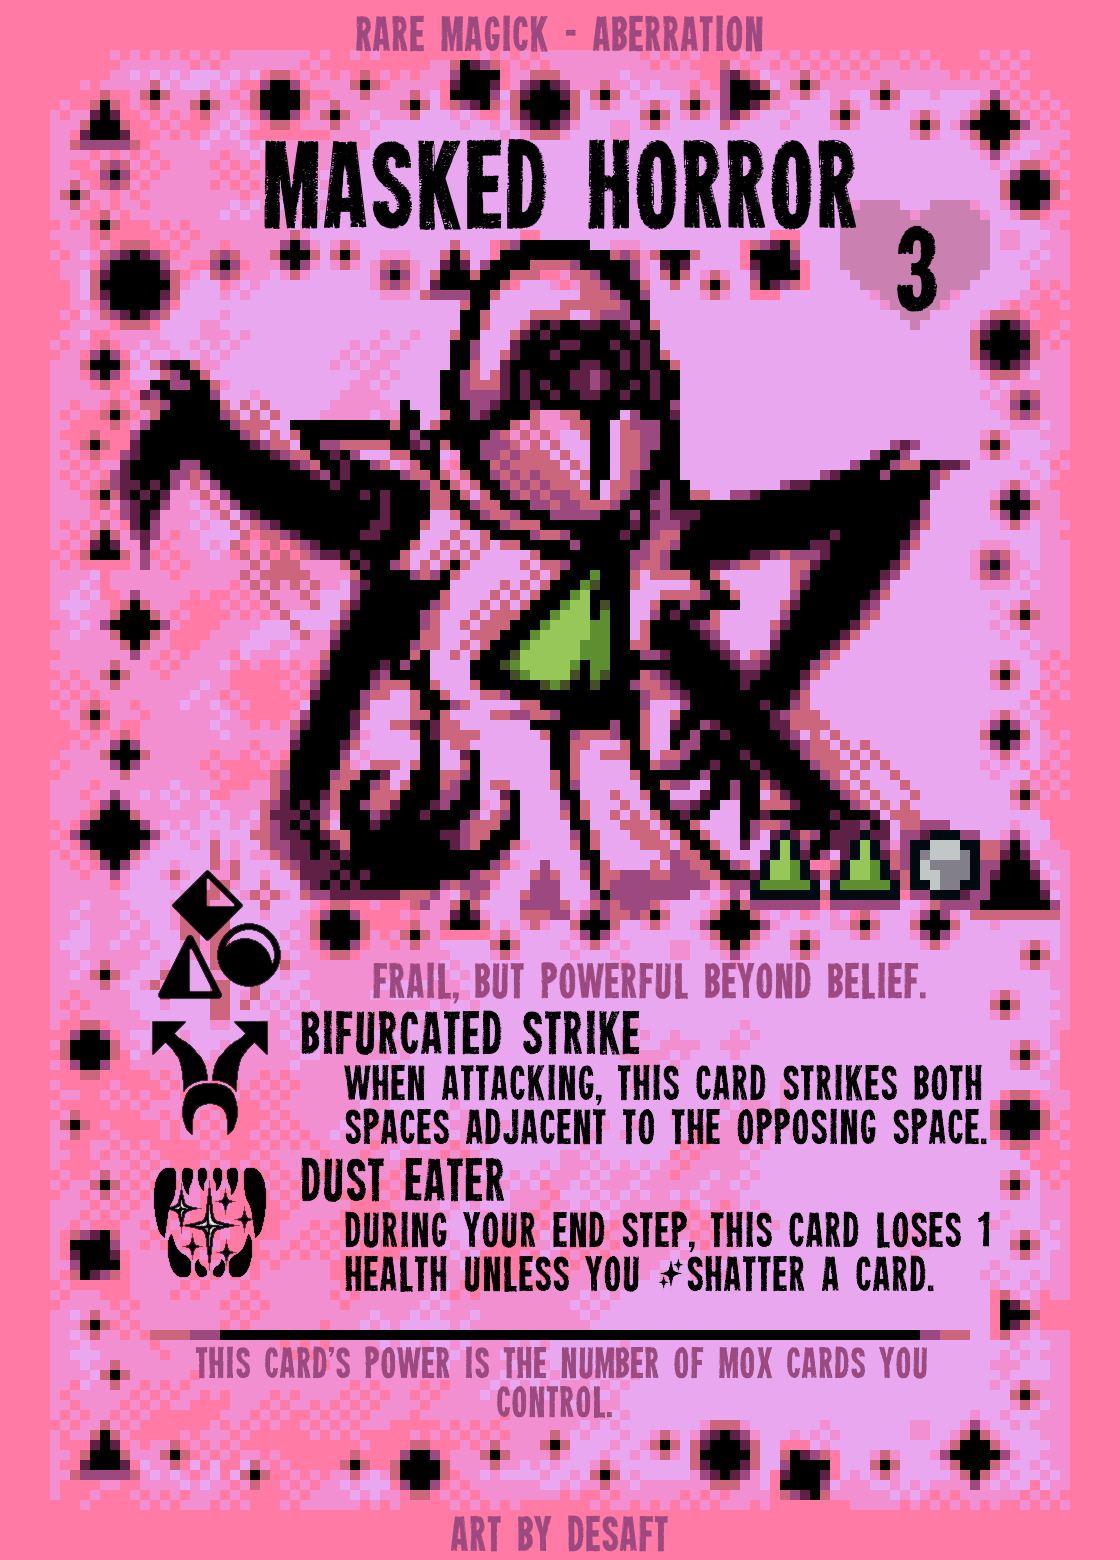 RARE MAGICK - ABERRATION
MASKED HORROR
3
FRAIL, BUT POWERFUL BEYOND BELIEF.
BIFURCATED STRIKE
WHEN ATTACKING, THIS CARD STRIKES BOTH
SPACES ADJACENT TO THE OPPOSING SPACE.
DUST EATER
DURING YOUR END STEP, THIS CARD LOSES 1
HEALTH UNLESS YOU SHATTER A CARD.
THIS CARD'S POWER IS THE NUMBER OF MOX CARDS YOU
CONTROL.
ART BY DESAFT